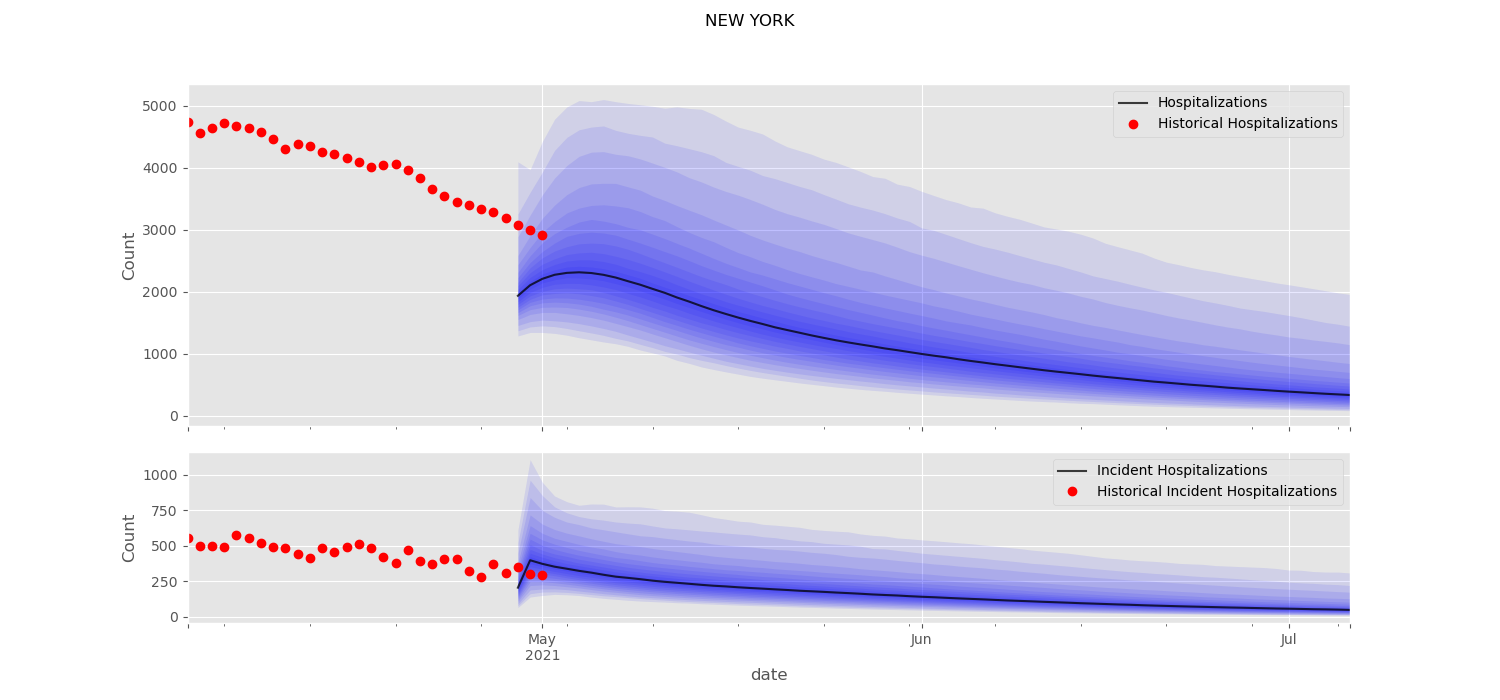 NEW YORK
5000
4000
3000
2000
1000
0
Count
Hospitalizations
Historical Hospitalizations
1000
750
500
250
0
Count
Incident Hospitalizations
Historical Incident Hospitalizations
May
2021
Jun
Jul
date